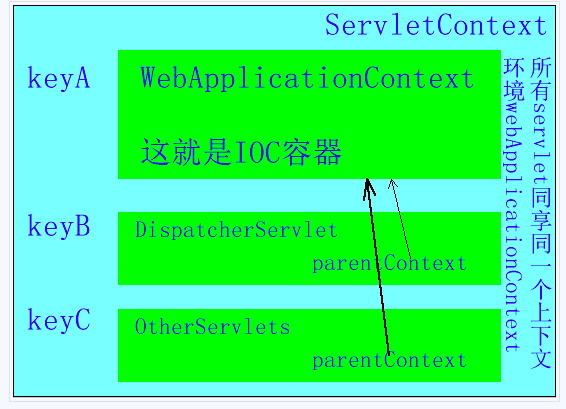 ServletContext
keyA
WebApplicationContext
这就是IOC容器
所有servlet同享同一个上下文
环境webApplicationContext
keyB
DispatcherServlet
parentContext
keyC
OtherServlets
parentContext